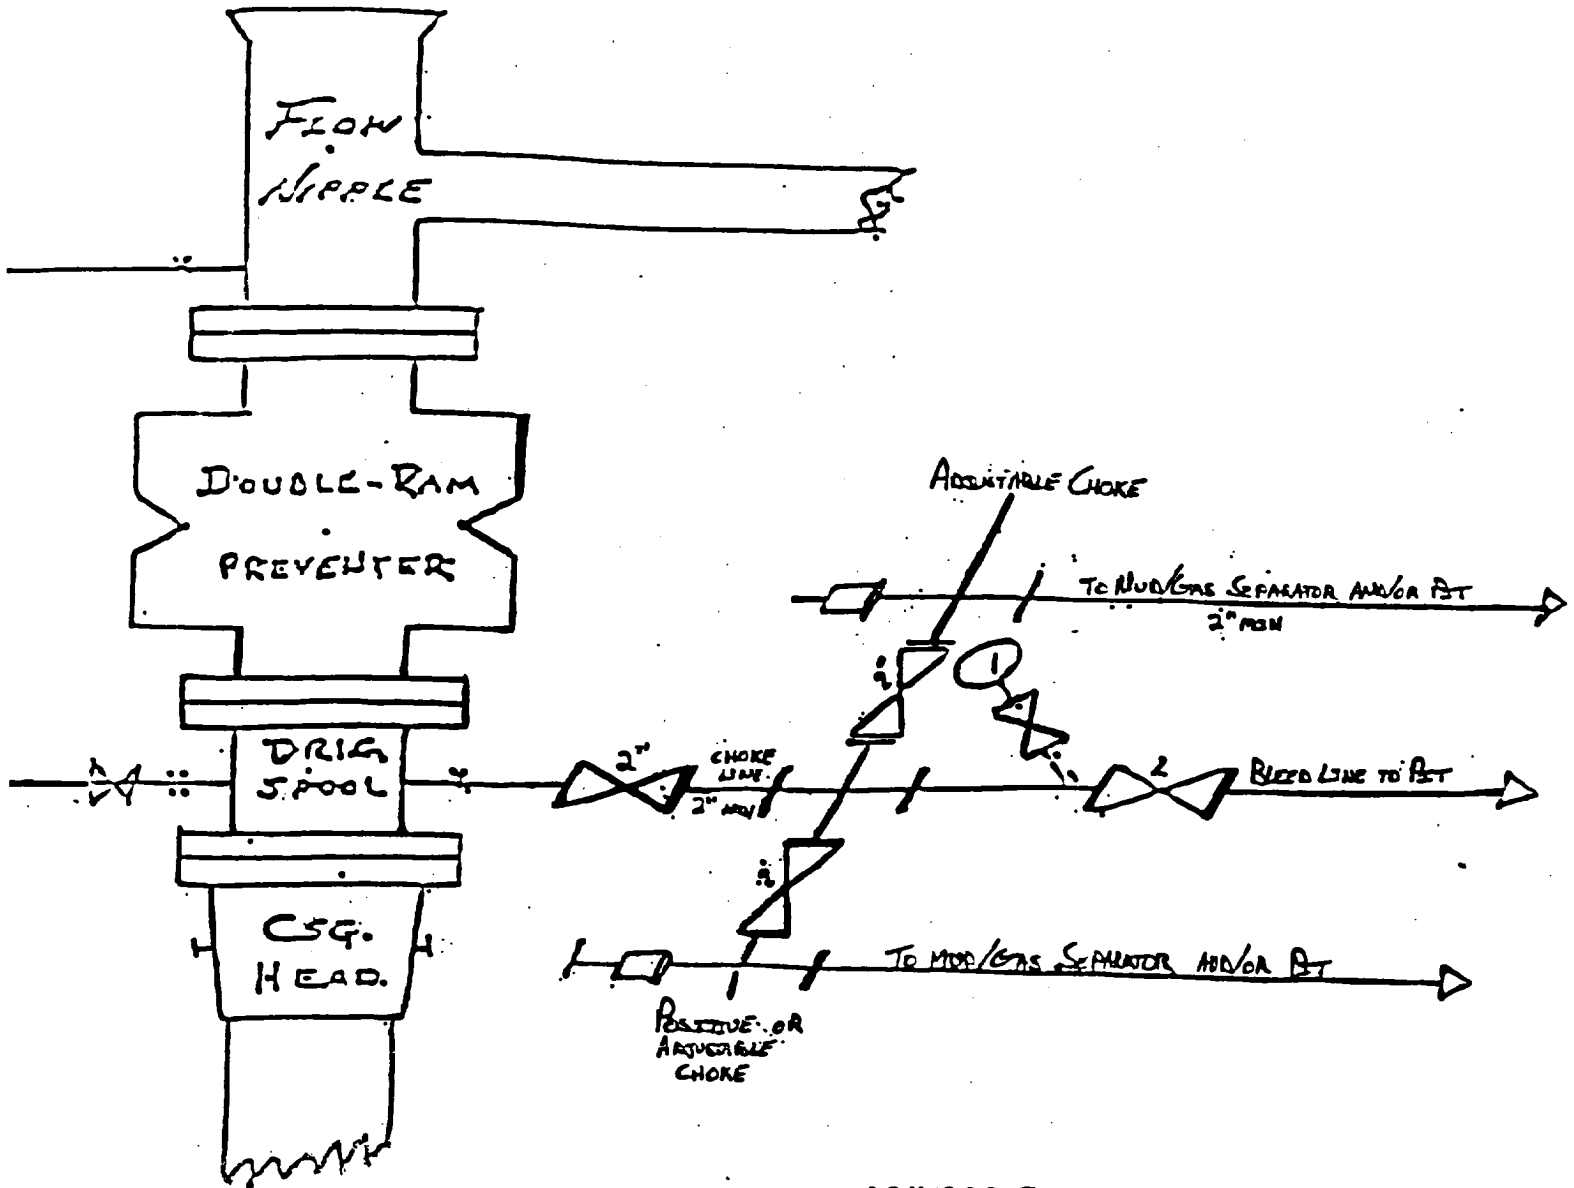 FLOW
NIPPLE
DOUBLE-RAM
PREVENTER
ADJUSTABLE CHOKE
TO MUD/GAS SEPARATOR AND/OR PIT
2" MIN
1
DRLG
SPOOL
2"
CHOKE
LINE
2" MIN
2
BLEED LINE TO PIT
CSG.
HEAD.
TO MUD/GAS SEPARATOR AND/OR PIT
POSITIVE OR
ADJUSTABLE
CHOKE